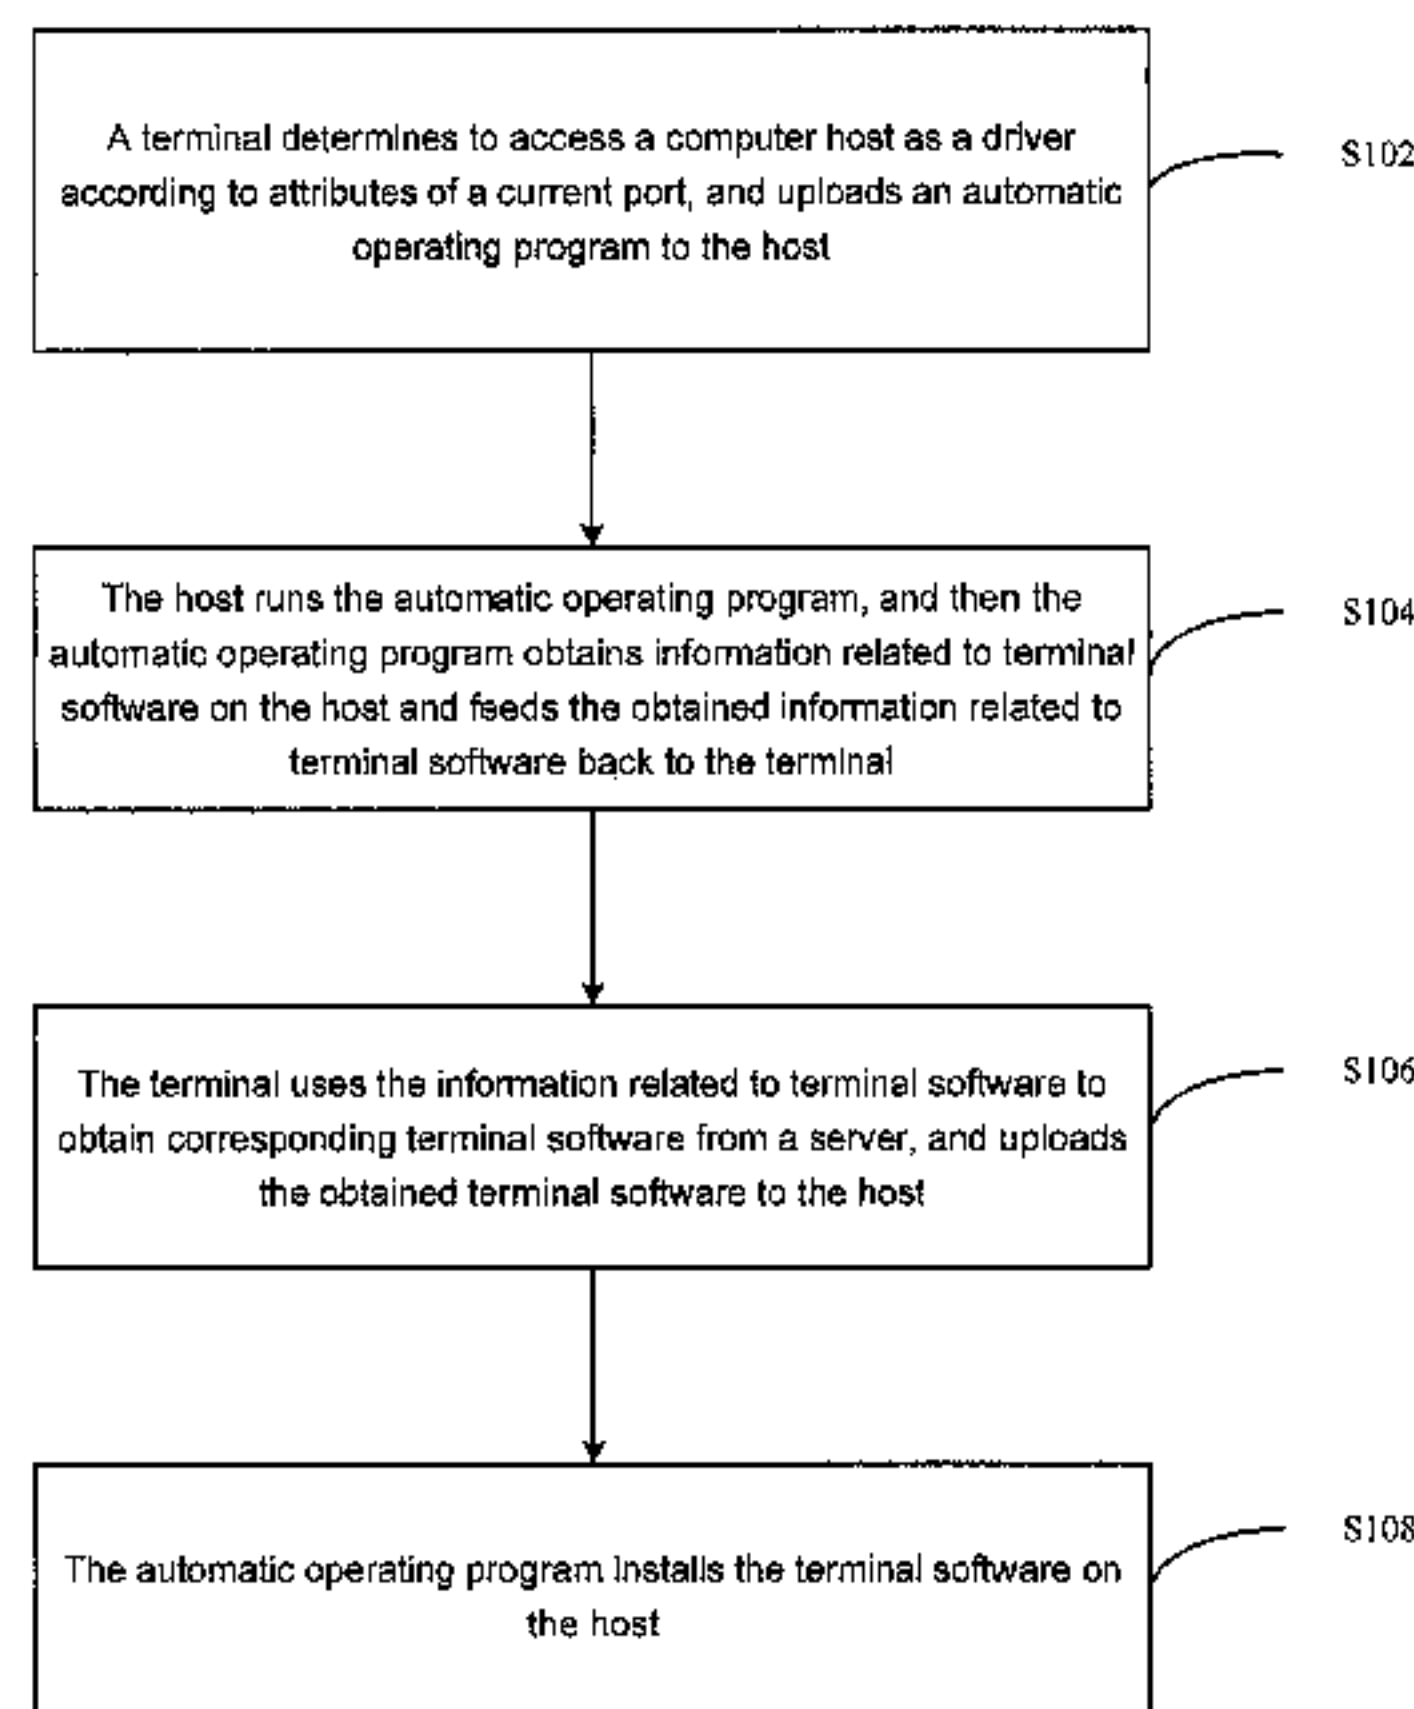 A terminal determines to access a computer host as a driver
according to attributes of a current port, and uploads an automatic
operating program to the host
S102
The host runs the automatic operating program, and then the
automatic operating program obtains information related to terminal
software on the host and feeds the obtained information related to
terminal software back to the terminal
S104
The terminal uses the information related to terminal software to
obtain corresponding terminal software from a server, and uploads
the obtained terminal software to the host
S106
The automatic operating program installs the terminal software on
the host
S108